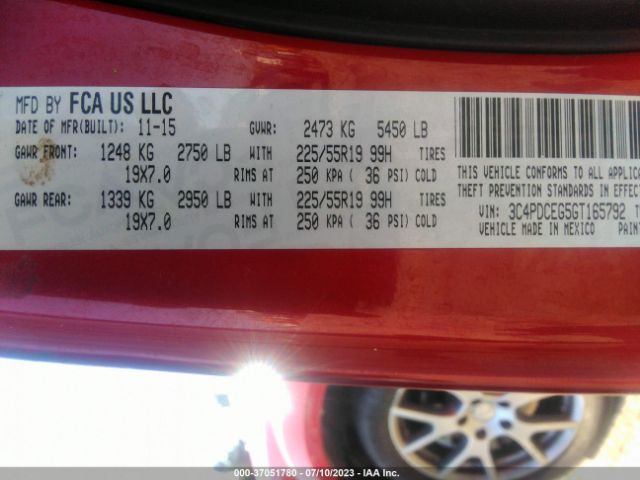 MFD BY FCA US LLC
DATE OF MFR(BUILT): 11-15 GVWR: 2473 KG 5450 LB
GAWR FRONT: 1248 KG 2750 LB WITH 225/55R19 99H TIRES
19X7.0 RIMS AT 250 KPA ( 36 PSI) COLD
GAWR REAR: 1339 KG 2950 LB WITH 225/55R19 99H TIRES
19X7.0 RIMS AT 250 KPA ( 36 PSI) COLD
THIS VEHICLE CONFORMS TO ALL APPLICA
THEFT PREVENTION STANDARDS IN EFFEC
VIN: 3C4PDCEG5GT165792 T
VEHICLE MADE IN MEXICO PAIN
000-37051780 - 07/10/2023 - IAA Inc.